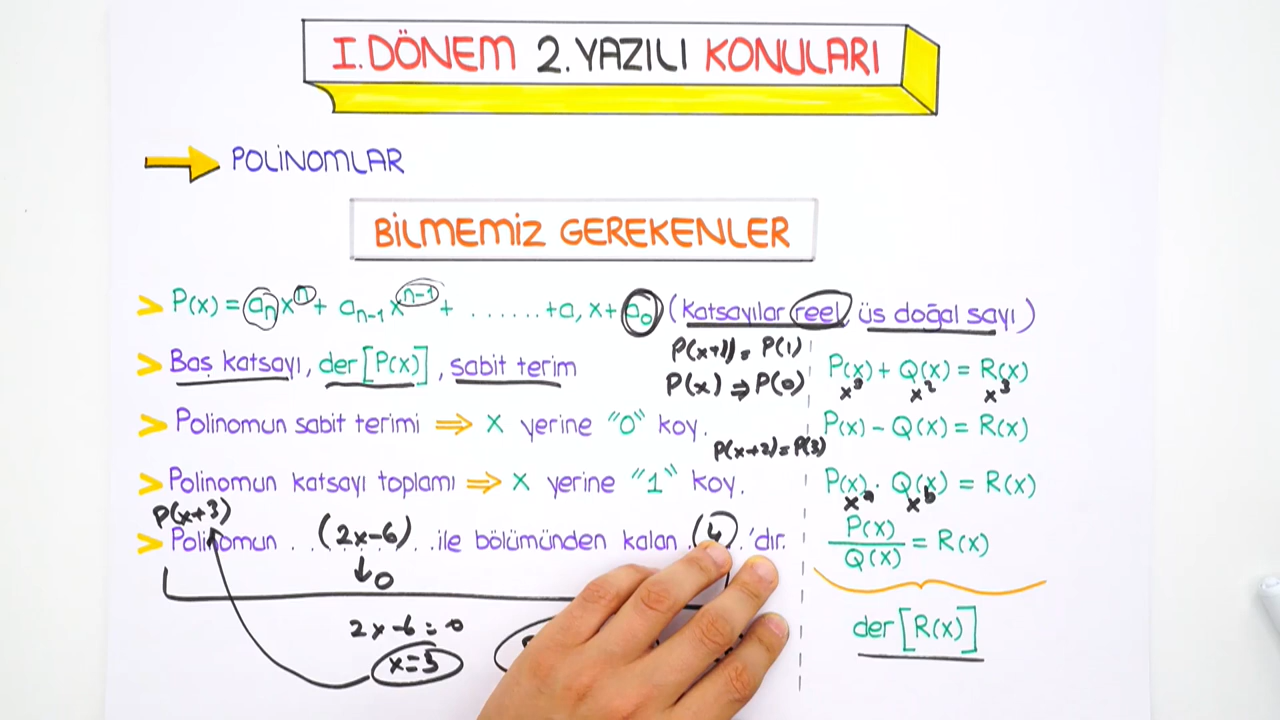 I. DÖNEM 2. YAZILI KONULARI
POLİNOMLAR
BİLMEMİZ GEREKENLER
> P(x) = aₙxⁿ + aₙ₋₁xⁿ⁻¹ + ....... + a, x + a₀ (katsayılar reel, üs doğal sayı)
P(x+1) = P(1)
> Baş katsayı, der[P(x)], sabit terim
P(x) ⇒ P(0)
> Polinomun sabit terimi ⇒ x yerine "0" koy.
P(x+2) = P(3)
> Polinomun katsayı toplamı ⇒ x yerine "1" koy.
P(x+3)
> Polinomun .. (2x-6) .. ile bölümünden kalan .(4).'dır.
↓0
2x-6=0
x=3
P(x) + Q(x) = R(x)
x³ x² x³
P(x) - Q(x) = R(x)
P(x) . Q(x) = R(x)
xᵃ xᵇ
P(x)
Q(x) = R(x)
der[R(x)]